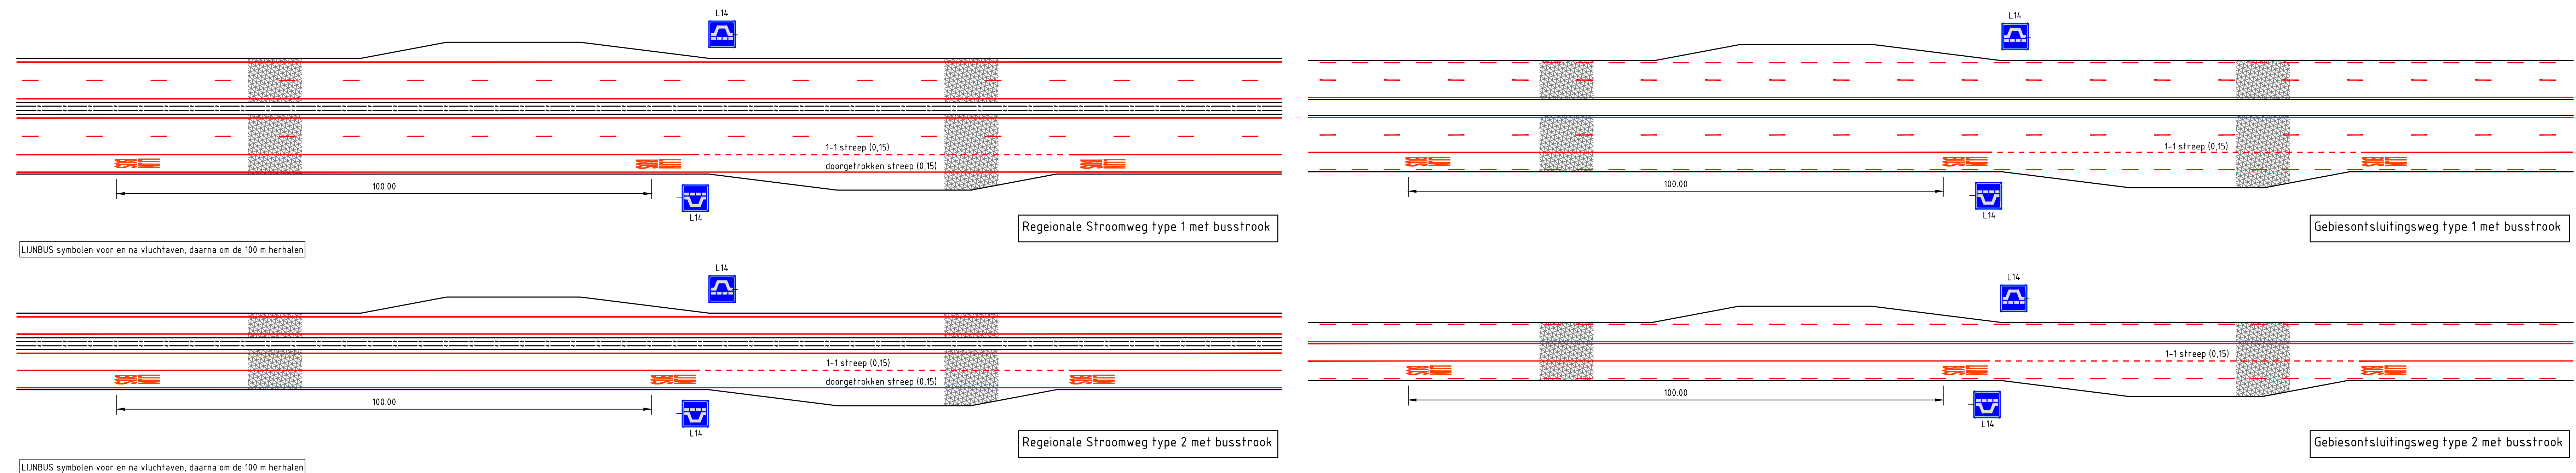 L14
1-1 streep (0,15)
doorgetrokken streep (0,15)
100.00
L14
Regeionale Stroomweg type 1 met busstrook
LIJNBUS symbolen voor en na vluchtaven, daarna om de 100 m herhalen
L14
1-1 streep (0,15)
100.00
L14
Gebiesontsluitingsweg type 1 met busstrook
L14
1-1 streep (0,15)
doorgetrokken streep (0,15)
100.00
L14
Regeionale Stroomweg type 2 met busstrook
LIJNBUS symbolen voor en na vluchtaven, daarna om de 100 m herhalen
L14
1-1 streep (0,15)
100.00
L14
Gebiesontsluitingsweg type 2 met busstrook